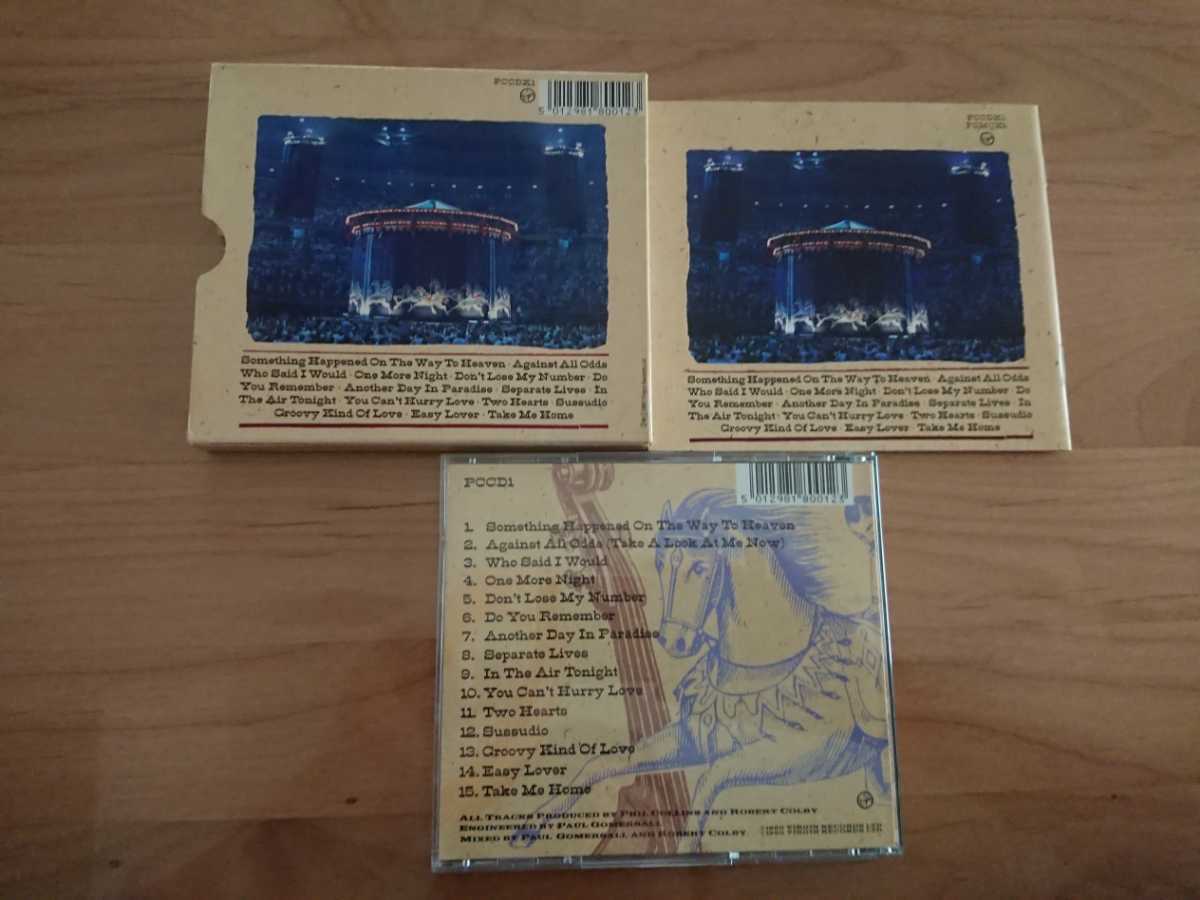 PCCDX1
5 012981 800123
Something Happened On The Way To Heaven · Against All Odds
Who Said I Would · One More Night · Don't Lose My Number · Do
You Remember · Another Day In Paradise · Separate Lives · In
The Air Tonight · You Can't Hurry Love · Two Hearts · Sussudio
Groovy Kind Of Love · Easy Lover · Take Me Home
PCCDX1
PCMCX1
Something Happened On The Way To Heaven · Against All Odds
Who Said I Would · One More Night · Don't Lose My Number · Do
You Remember · Another Day In Paradise · Separate Lives · In
The Air Tonight · You Can't Hurry Love · Two Hearts · Sussudio
Groovy Kind Of Love · Easy Lover · Take Me Home
PCCD1
5 012981 800123
1. Something Happened On The Way To Heaven
2. Against All Odds (Take A Look At Me Now)
3. Who Said I Would
4. One More Night
5. Don't Lose My Number
6. Do You Remember
7. Another Day In Paradise
8. Separate Lives
9. In The Air Tonight
10. You Can't Hurry Love
11. Two Hearts
12. Sussudio
13. Groovy Kind Of Love
14. Easy Lover
15. Take Me Home
All Tracks Produced by Phil Collins and Robert Colby
Engineered by Paul Gomersall
Mixed by Paul Gomersall and Robert Colby